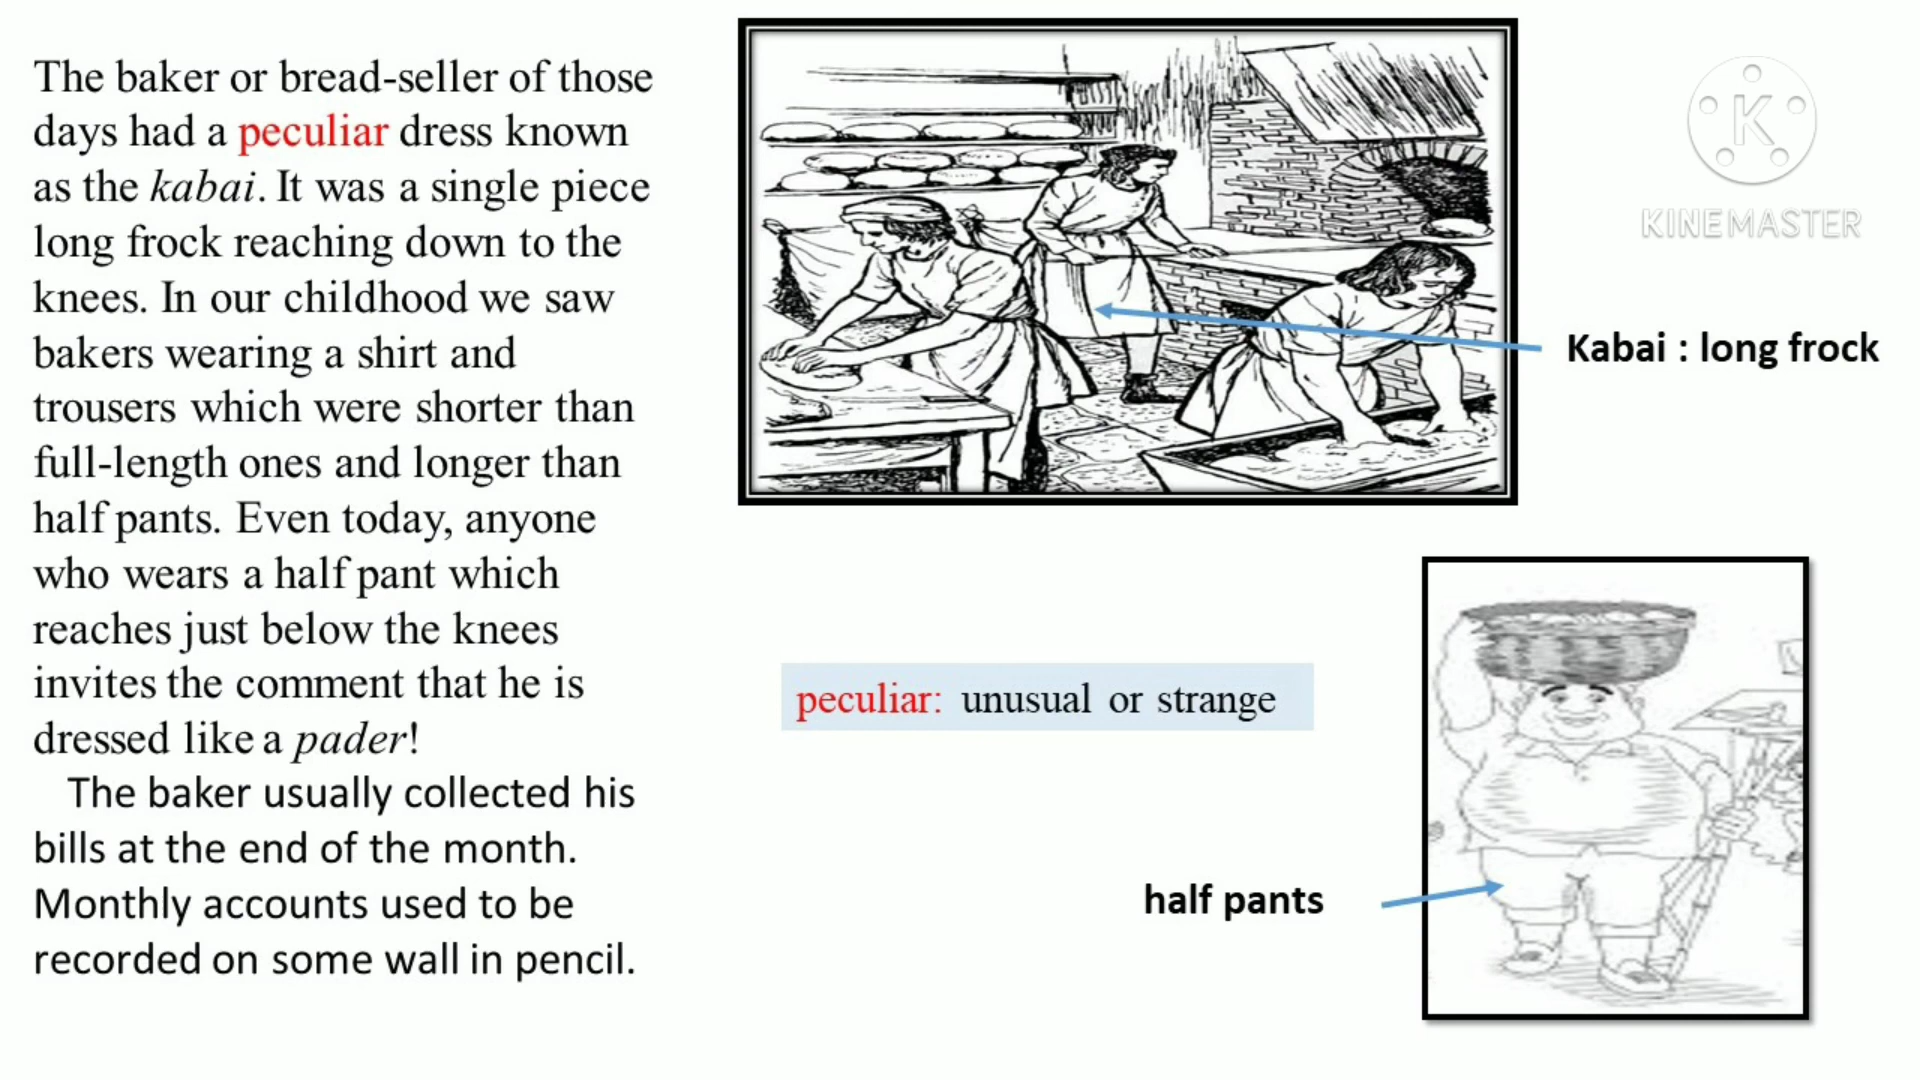 The baker or bread-seller of those
days had a peculiar dress known
as the kabai. It was a single piece
long frock reaching down to the
knees. In our childhood we saw
bakers wearing a shirt and
trousers which were shorter than
full-length ones and longer than
half pants. Even today, anyone
who wears a half pant which
reaches just below the knees
invites the comment that he is
dressed like a pader!
The baker usually collected his
bills at the end of the month.
Monthly accounts used to be
recorded on some wall in pencil.
K
KINEMASTER
Kabai : long frock
peculiar: unusual or strange
half pants